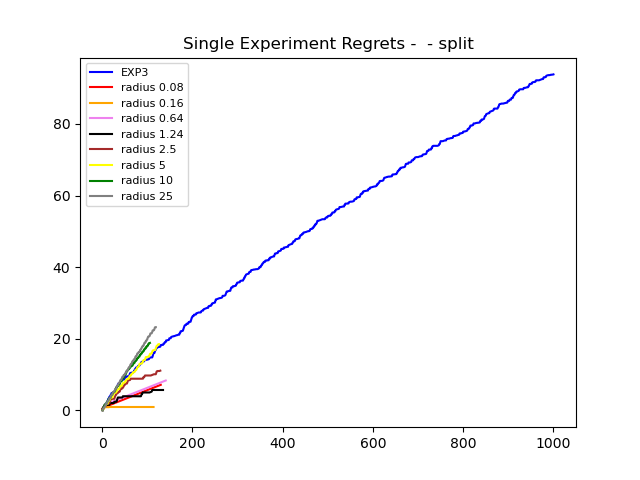 Single Experiment Regrets -  - split
EXP3
radius 0.08
radius 0.16
radius 0.64
radius 1.24
radius 2.5
radius 5
radius 10
radius 25
80
60
40
20
0
0 200 400 600 800 1000